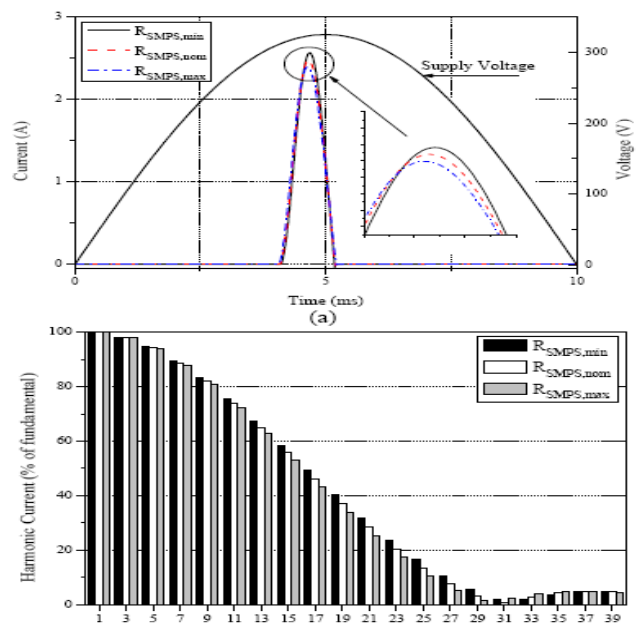 3
R_SMPS,min
R_SMPS,nom
R_SMPS,max
Supply Voltage
300
2
200
1
100
0
0
Current (A)
Voltage (V)
0
5
10
Time (ms)
(a)
100
R_SMPS,min
R_SMPS,nom
R_SMPS,max
80
60
40
20
0
Harmonic Current (% of fundamental)
1 3 5 7 9 11 13 15 17 19 21 23 25 27 29 31 33 35 37 39